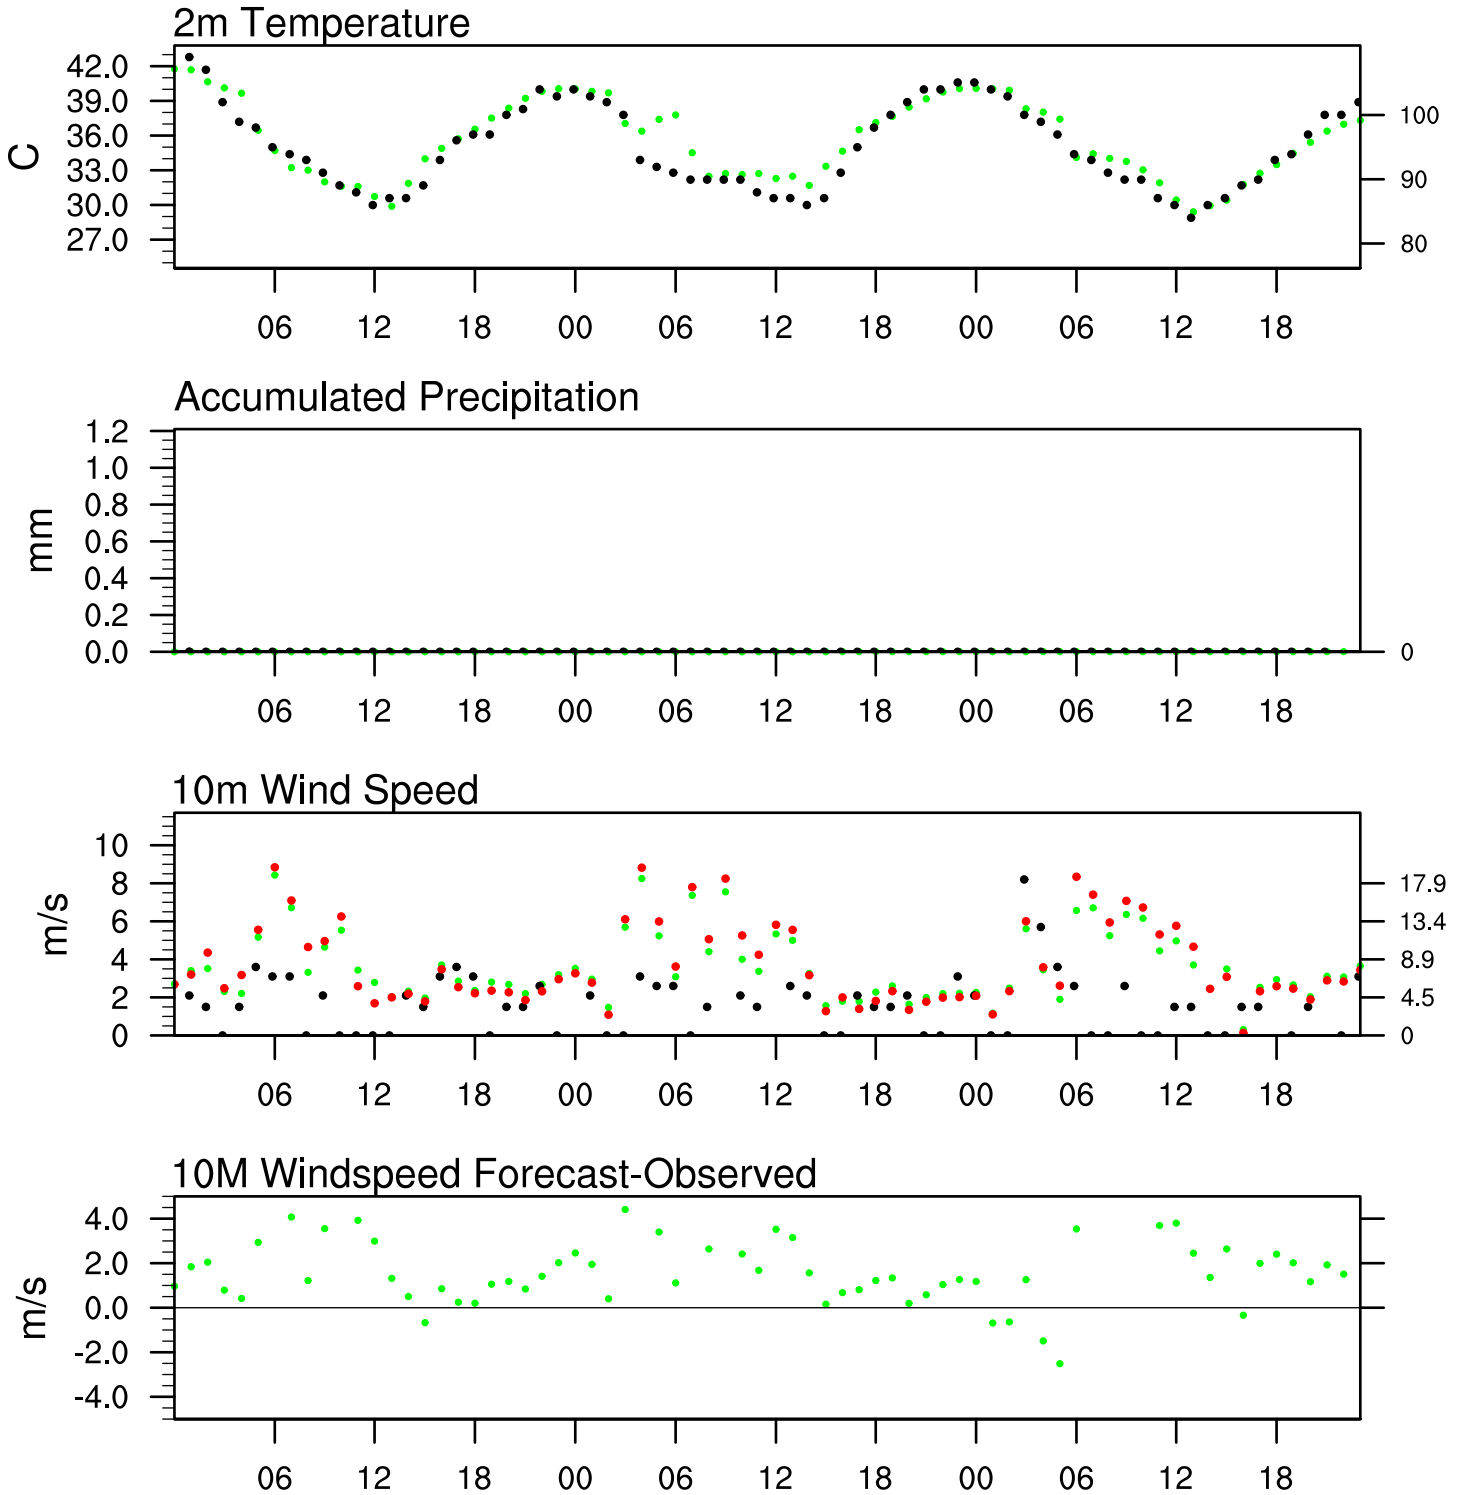 2m Temperature
42.0
39.0
36.0
33.0
30.0
27.0
C
100
90
80
06 12 18 00 06 12 18 00 06 12 18
Accumulated Precipitation
1.2
1.0
0.8
0.6
0.4
0.2
0.0
mm
0
06 12 18 00 06 12 18 00 06 12 18
10m Wind Speed
10
8
6
4
2
0
m/s
17.9
13.4
8.9
4.5
0
06 12 18 00 06 12 18 00 06 12 18
10M Windspeed Forecast-Observed
4.0
2.0
0.0
-2.0
-4.0
m/s
06 12 18 00 06 12 18 00 06 12 18